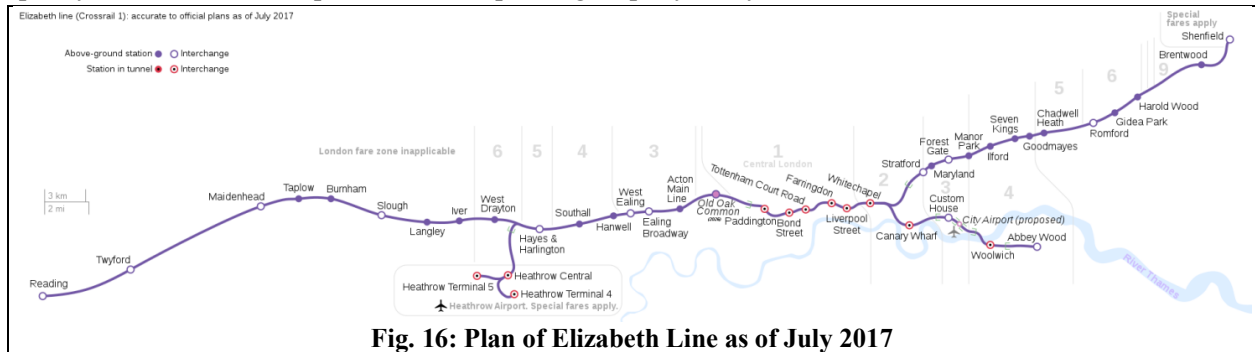 Elizabeth line (Crossrail 1): accurate to official plans as of July 2017
Above-ground station Interchange
Station in tunnel Interchange
London fare zone inapplicable
3 km
2 mi
Reading
Twyford
Maidenhead
Taplow
Burnham
Slough
Langley
Iver
West
Drayton
6
5
4
3
1
Central London
2
3
4
5
6
9
Hayes &
Harlington
Heathrow Central
Heathrow Terminal 5
Heathrow Terminal 4
Heathrow Airport. Special fares apply.
Southall
Hanwell
West
Ealing
Ealing
Broadway
Acton
Main
Line
Old Oak
Common
Paddington
Tottenham Court Road
Bond
Street
Farringdon
Liverpool
Street
Whitechapel
Stratford
Canary Wharf
Custom
House
City Airport (proposed)
Woolwich
Abbey Wood
River Thames
Forest
Gate
Maryland
Manor
Park
Ilford
Seven
Kings
Goodmayes
Chadwell
Heath
Romford
Gidea Park
Harold Wood
Brentwood
Shenfield
Special
fares apply
Fig. 16: Plan of Elizabeth Line as of July 2017